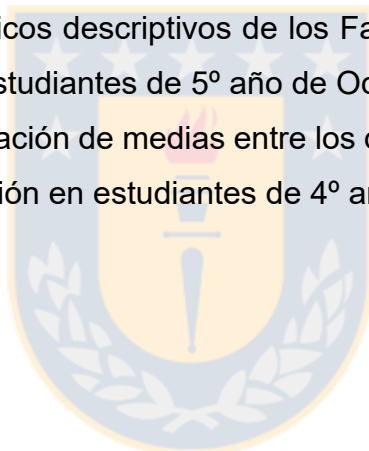 icos descriptivos de los Fa
studiantes de 5º año de Oc
ación de medias entre los
ión en estudiantes de 4º a